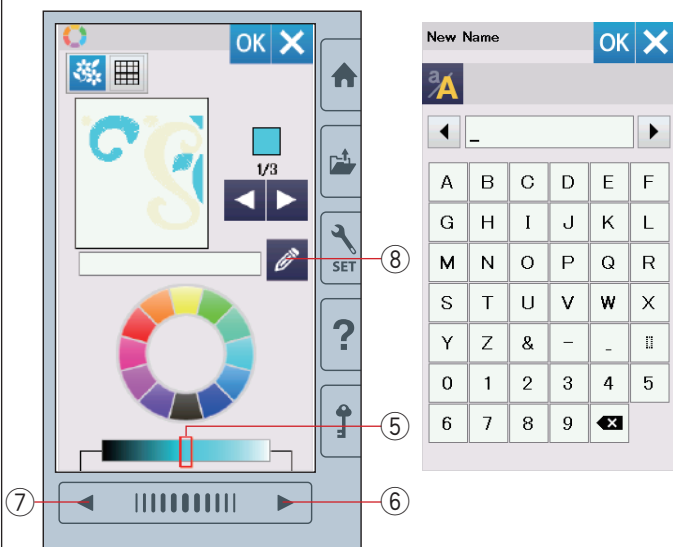 OK
1/3
SET
?
⑧
⑤
⑦
⑥
New Name
OK
a/A
_
A B C D E F
G H I J K L
M N O P Q R
S T U V W X
Y Z & - _
0 1 2 3 4 5
6 7 8 9